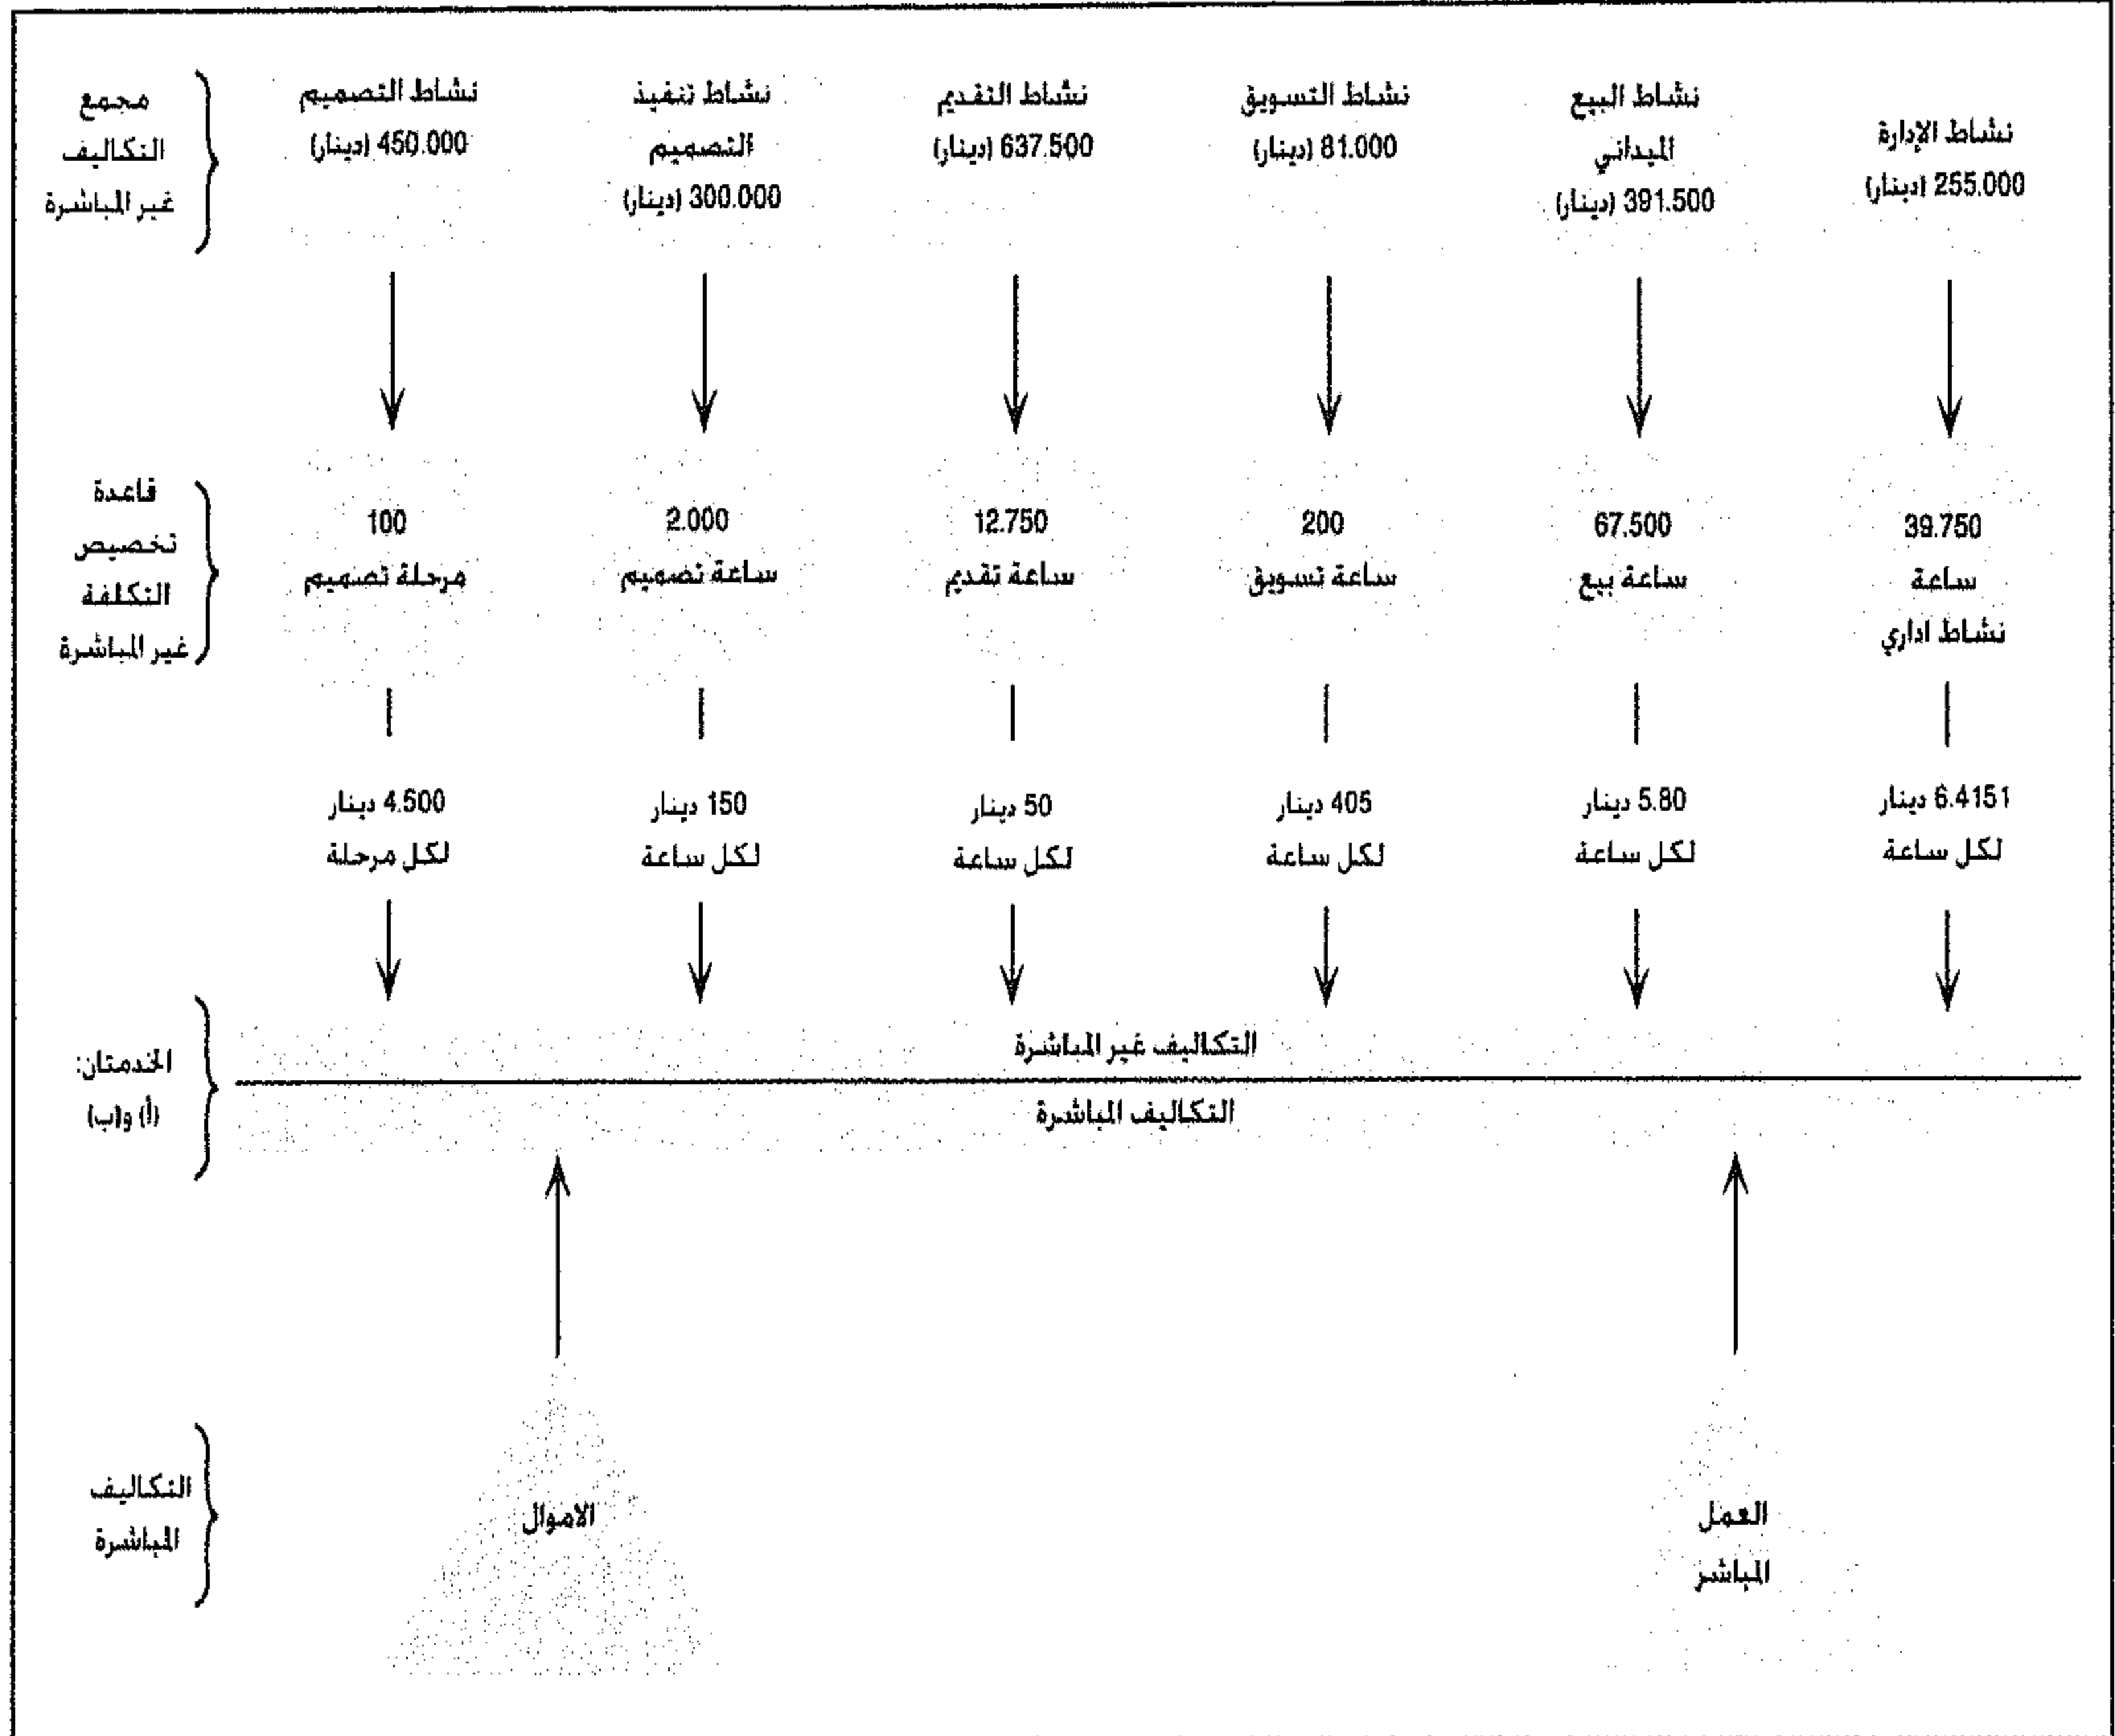 مجمع
التكاليف
غير المباشرة
نشاط التصميم
450.000 (دينار)
نشاط تنفيذ
التصميم
300.000 (دينار)
نشاط التقديم
637.500 (دينار)
نشاط التسويق
81.000 (دينار)
نشاط البيع
الميداني
391.500 (دينار)
نشاط الإدارة
255.000 (دينار)
قاعدة
تخصيص
التكلفة
غير المباشرة
100
مرحلة تصميم
2.000
ساعة تصميم
12.750
ساعة تقديم
200
ساعة تسويق
67.500
ساعة بيع
39.750
ساعة
نشاط اداري
4.500 دينار
لكل مرحلة
150 دينار
لكل ساعة
50 دينار
لكل ساعة
405 دينار
لكل ساعة
5.80 دينار
لكل ساعة
6.4151 دينار
لكل ساعة
الخدمتان:
(أ) و(ب)
التكاليف غير المباشرة
التكاليف المباشرة
التكاليف
المباشرة
الاموال
العمل
المباشر